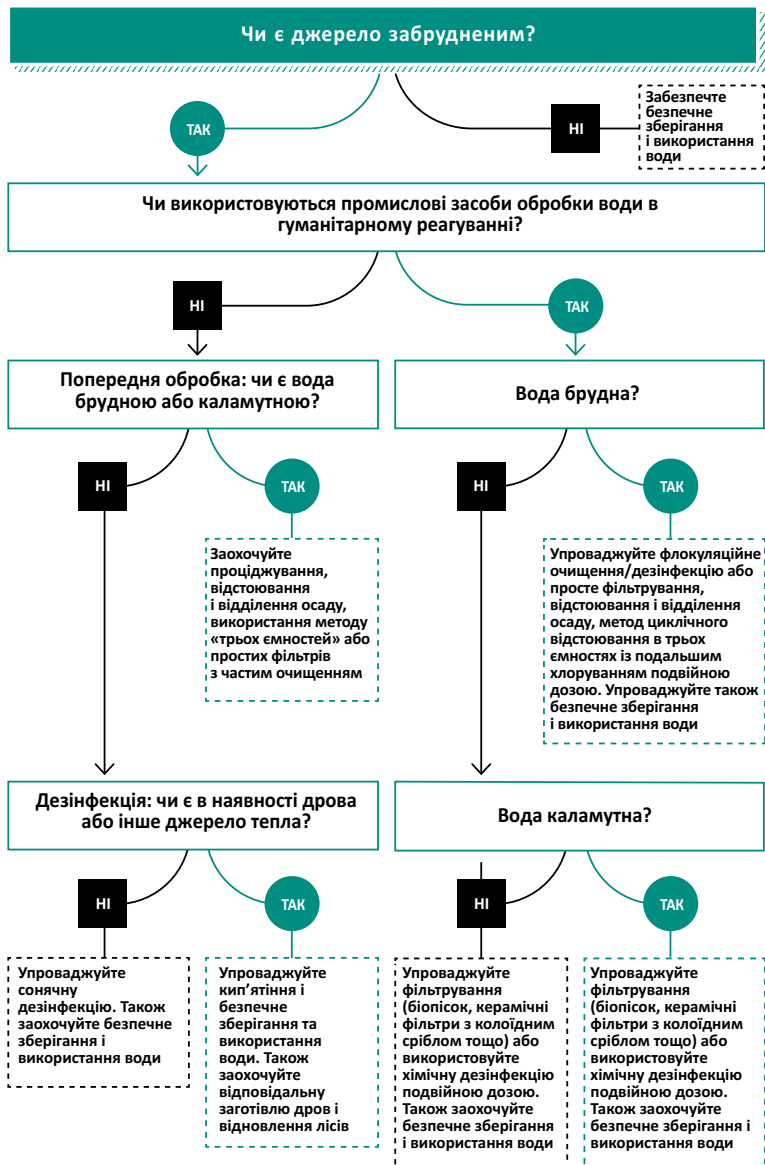 Чи є джерело забрудненим?
ТАК
НІ
Забезпечте
безпечне
зберігання
і використання
води
Чи використовуються промислові засоби обробки води в
гуманітарному реагуванні?
НІ
ТАК
Попередня обробка: чи є вода
брудною або каламутною?
Вода брудна?
НІ
ТАК
НІ
ТАК
Заохочуйте
проціджування,
відстоювання
і відділення осаду,
використання методу
«трьох ємностей» або
простих фільтрів
з частим очищенням
Упроваджуйте флокуляційне
очищення/дезінфекцію або
просте фільтрування,
відстоювання і відділення
осаду, метод циклічного
відстоювання в трьох
ємностях із подальшим
хлоруванням подвійною
дозою. Упроваджуйте також
безпечне зберігання
і використання води
Дезінфекція: чи є в наявності дрова
або інше джерело тепла?
Вода каламутна?
НІ
ТАК
НІ
ТАК
Упроваджуйте
сонячну
дезінфекцію. Також
заохочуйте безпечне
зберігання і
використання води
Упроваджуйте
кип’ятіння і
безпечне
зберігання та
використання
води. Також
заохочуйте
відповідальну
заготівлю дров і
відновлення лісів
Упроваджуйте
фільтрування
(біопісок, керамічні
фільтри з колоїдним
сріблом тощо) або
використовуйте
хімічну дезінфекцію
подвійною дозою.
Також заохочуйте
безпечне зберігання
і використання води
Упроваджуйте
фільтрування
(біопісок, керамічні
фільтри з колоїдним
сріблом тощо) або
використовуйте
хімічну дезінфекцію
подвійною дозою.
Також заохочуйте
безпечне зберігання і
використання води